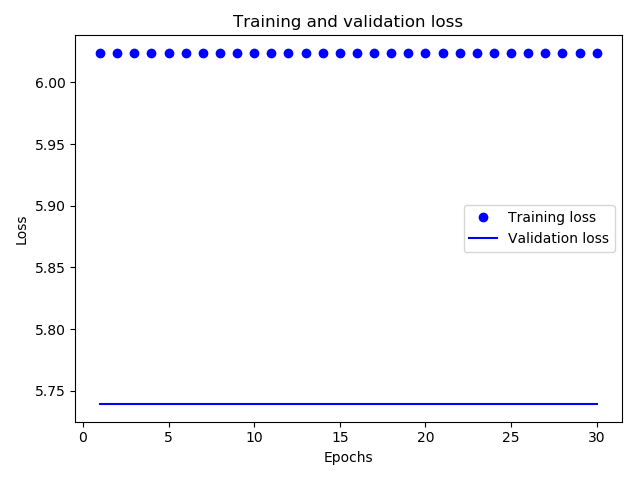 Training and validation loss
6.00
5.95
5.90
5.85
5.80
5.75
Loss
Training loss
Validation loss
0 5 10 15 20 25 30
Epochs